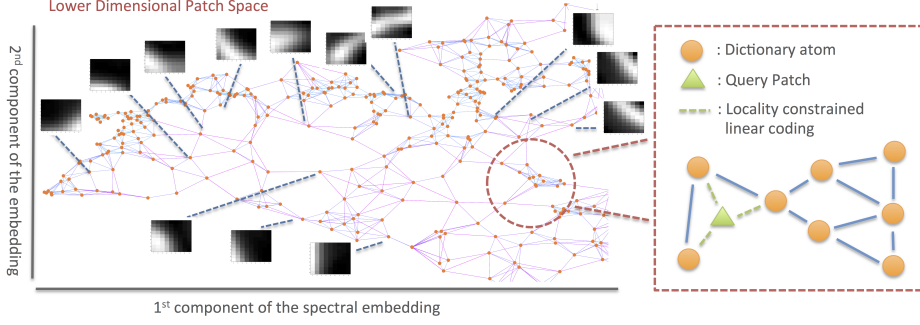 Lower Dimensional Patch Space
2nd component of the embedding
1st component of the spectral embedding
: Dictionary atom
: Query Patch
: Locality constrained
linear coding